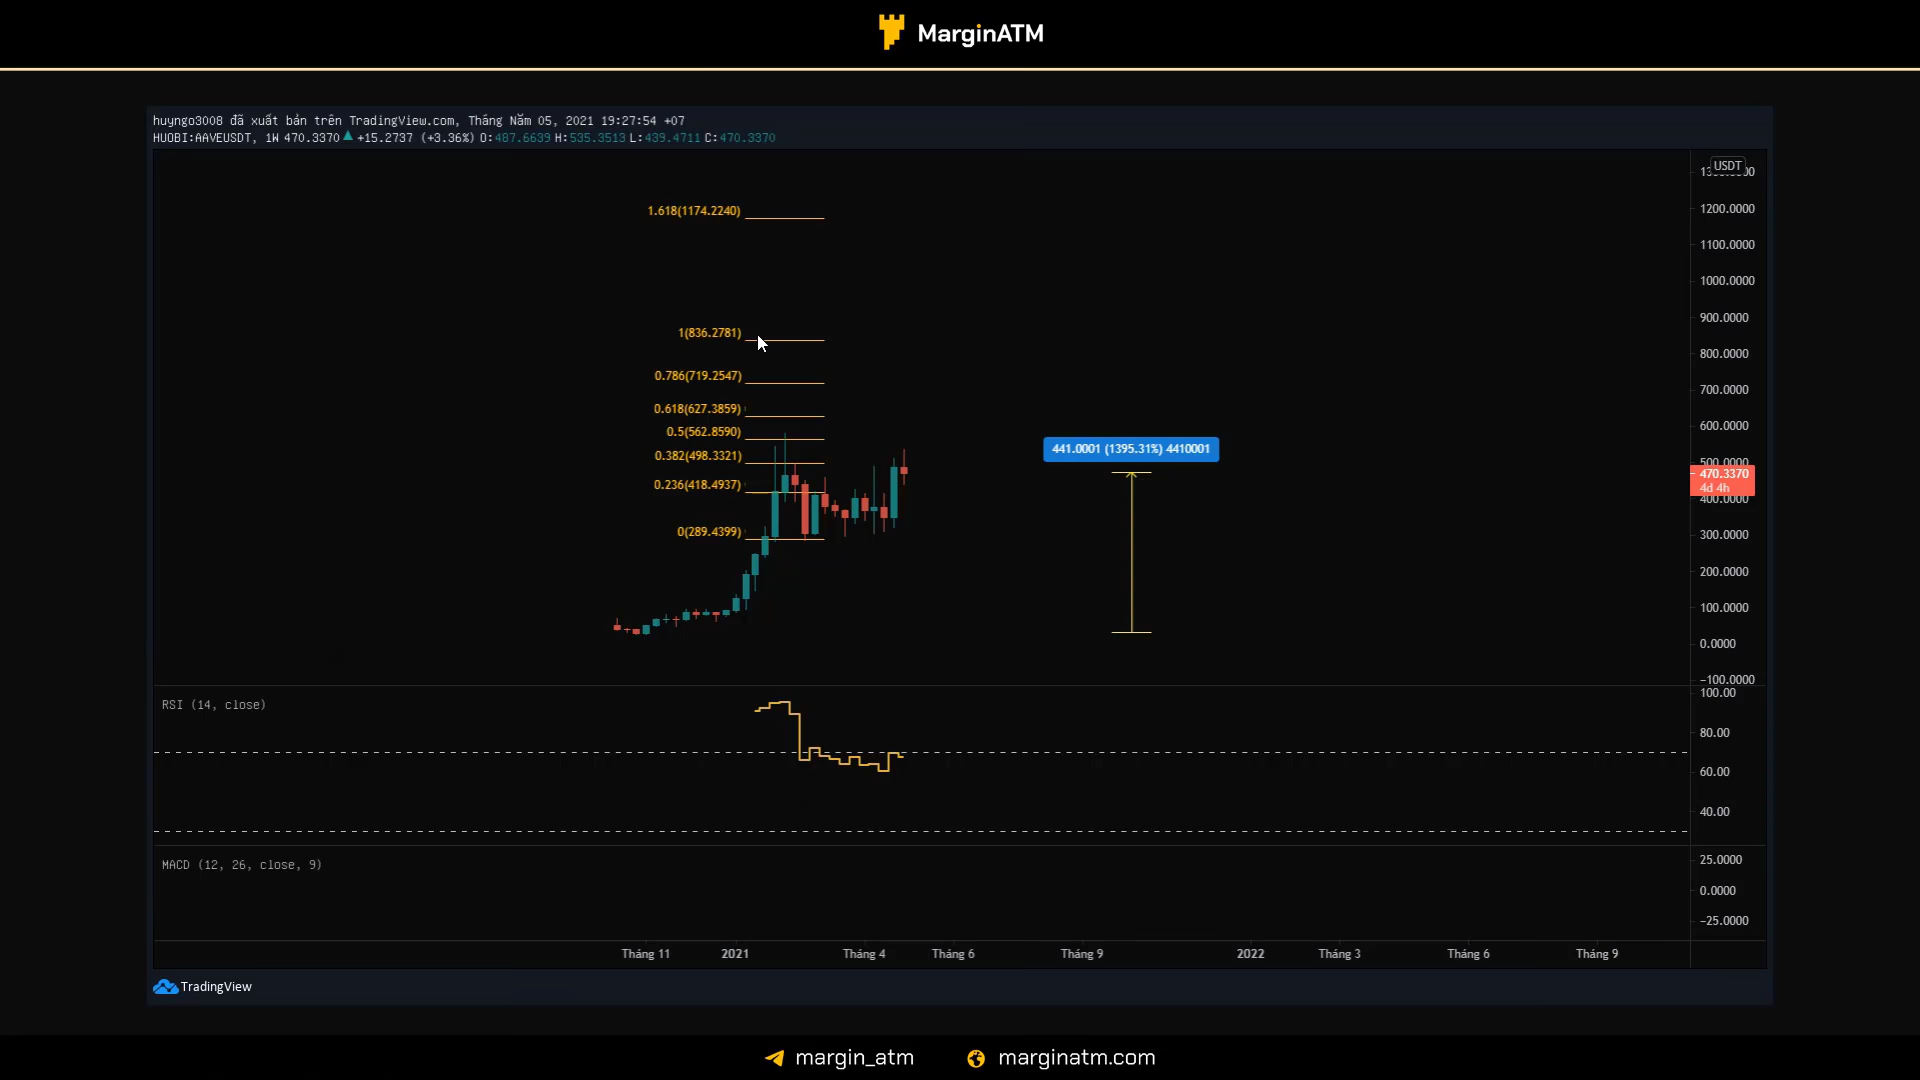 MarginATM
huyngo3008 đã xuất bản trên TradingView.com, Tháng Năm 05, 2021 19:27:54 +07
HUOBI:AAVEUSDT, 1W 470.3370 ▲ +15.2737 (+3.36%) O:487.6639 H:535.3513 L:439.4711 C:470.3370
USDT
1200.0000
1100.0000
1000.0000
900.0000
800.0000
700.0000
600.0000
500.0000
470.3370
4d 4h
400.0000
300.0000
200.0000
100.0000
0.0000
-100.0000
1.618(1174.2240)
1(836.2781)
0.786(719.2547)
0.618(627.3859)
0.5(562.8590)
0.382(498.3321)
0.236(418.4937)
0(289.4399)
441.0001 (1395.31%) 4410001
RSI (14, close)
100.00
80.00
60.00
40.00
MACD (12, 26, close, 9)
25.0000
0.0000
-25.0000
Tháng 11 2021 Tháng 4 Tháng 6 Tháng 9 2022 Tháng 3 Tháng 6 Tháng 9
TradingView
margin_atm marginatm.com